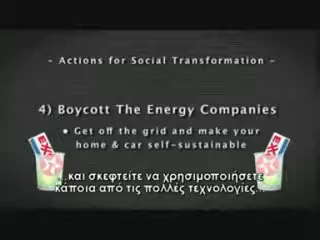 - Actions for Social Transformation -
4) Boycott The Energy Companies
● Get off the grid and make your
home & car self-sustainable
...και σκεφτείτε να χρησιμοποιήσετε
κάποια από τις πολλές τεχνολογίες...